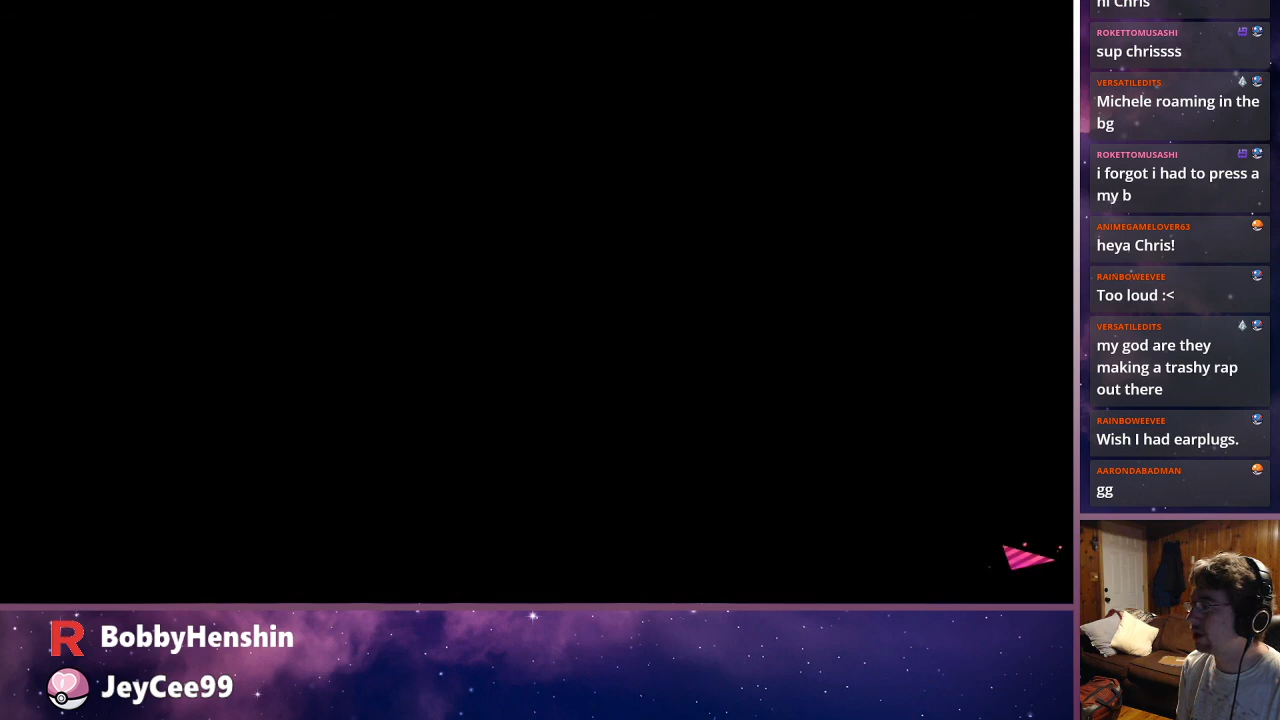 hi Chris
ROKETTOMUSASHI
sup chrissss
VERSATILEDITS
Michele roaming in the
bg
ROKETTOMUSASHI
i forgot i had to press a
my b
ANIMEGAMELOVER63
heya Chris!
RAINBOWEEVEE
Too loud :<
VERSATILEDITS
my god are they
making a trashy rap
out there
RAINBOWEEVEE
Wish I had earplugs.
AARONDABADMAN
gg
R BobbyHenshin
JeyCee99